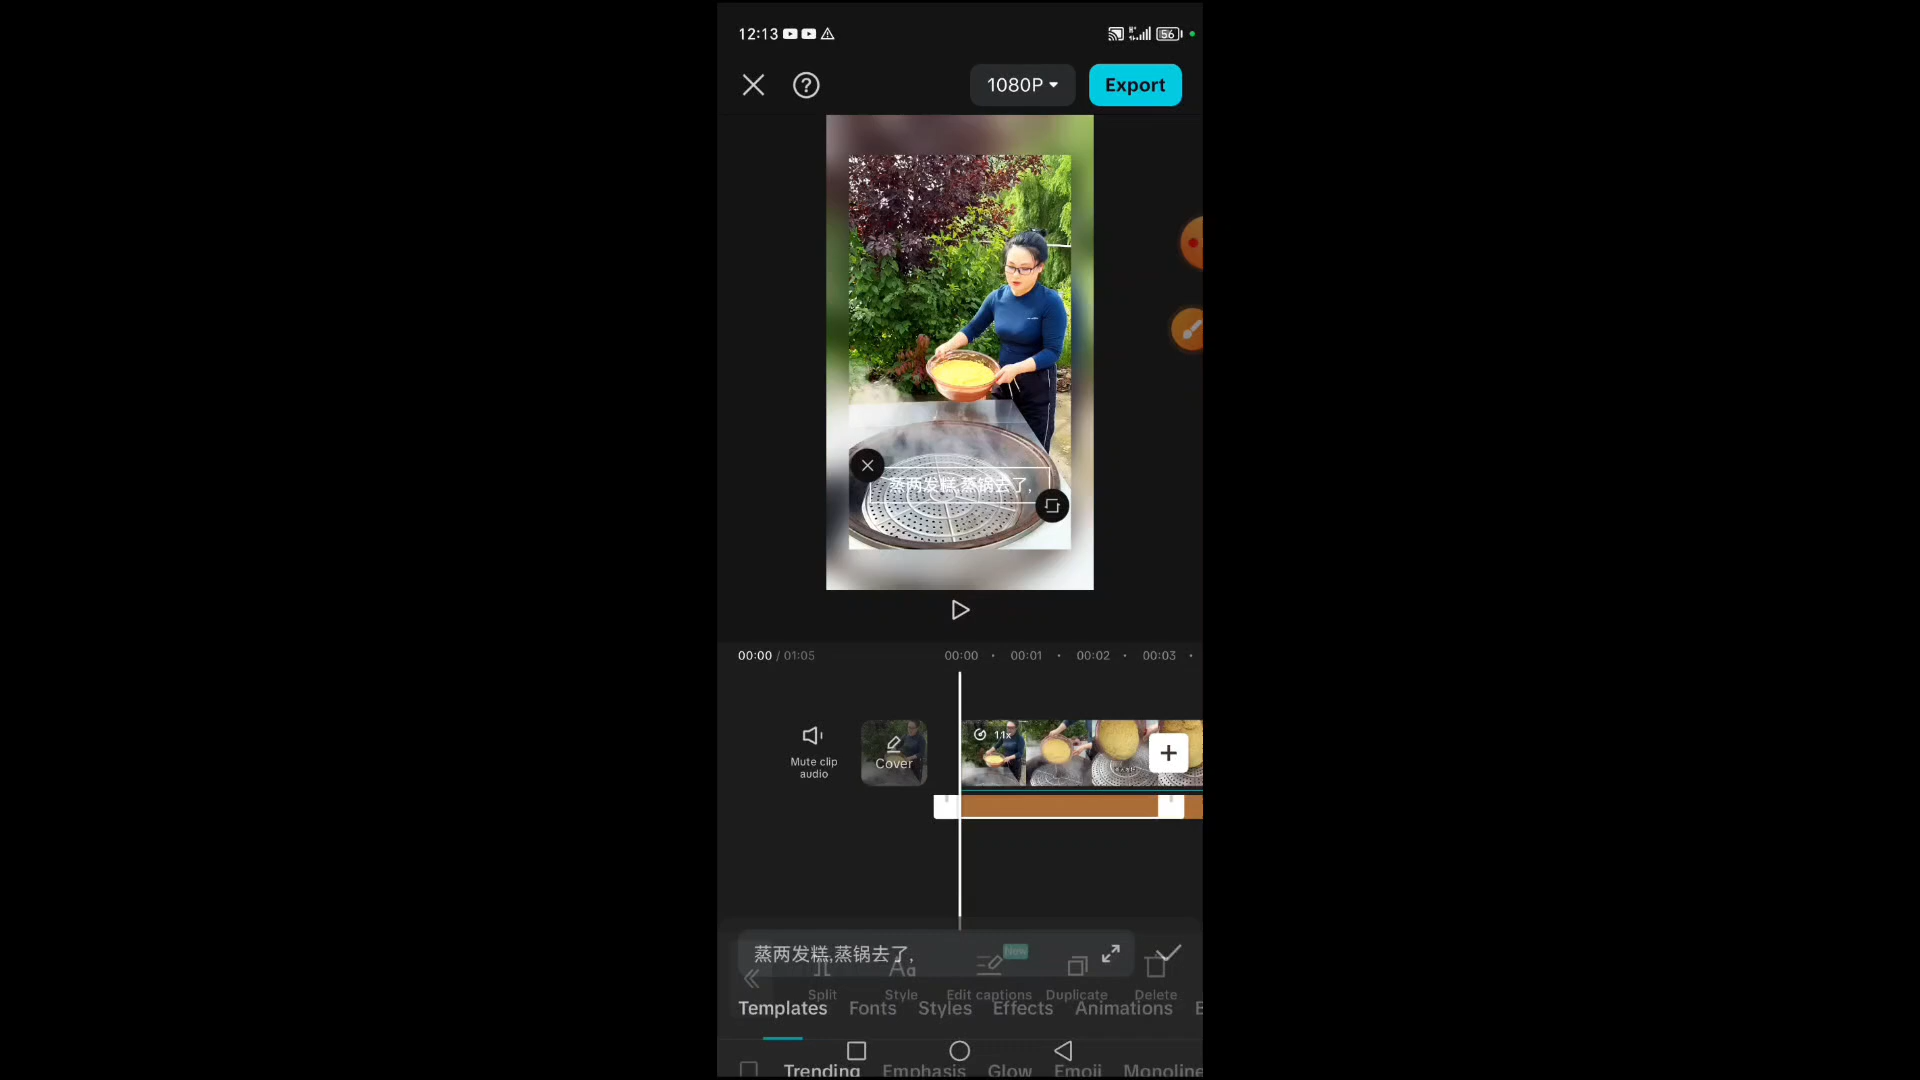 12:13
56
1080P
Export
蒸两发糕,蒸锅去了,
00:00 / 01:05
00:00
00:01
00:02
00:03
Mute clip
audio
Cover
1.1x
蒸两发糕,蒸锅去了,
New
Split
Style
Edit captions
Duplicate
Delete
Templates
Fonts
Styles
Effects
Animations
Trending
Emphasis
Glow
Emoji
Monoline